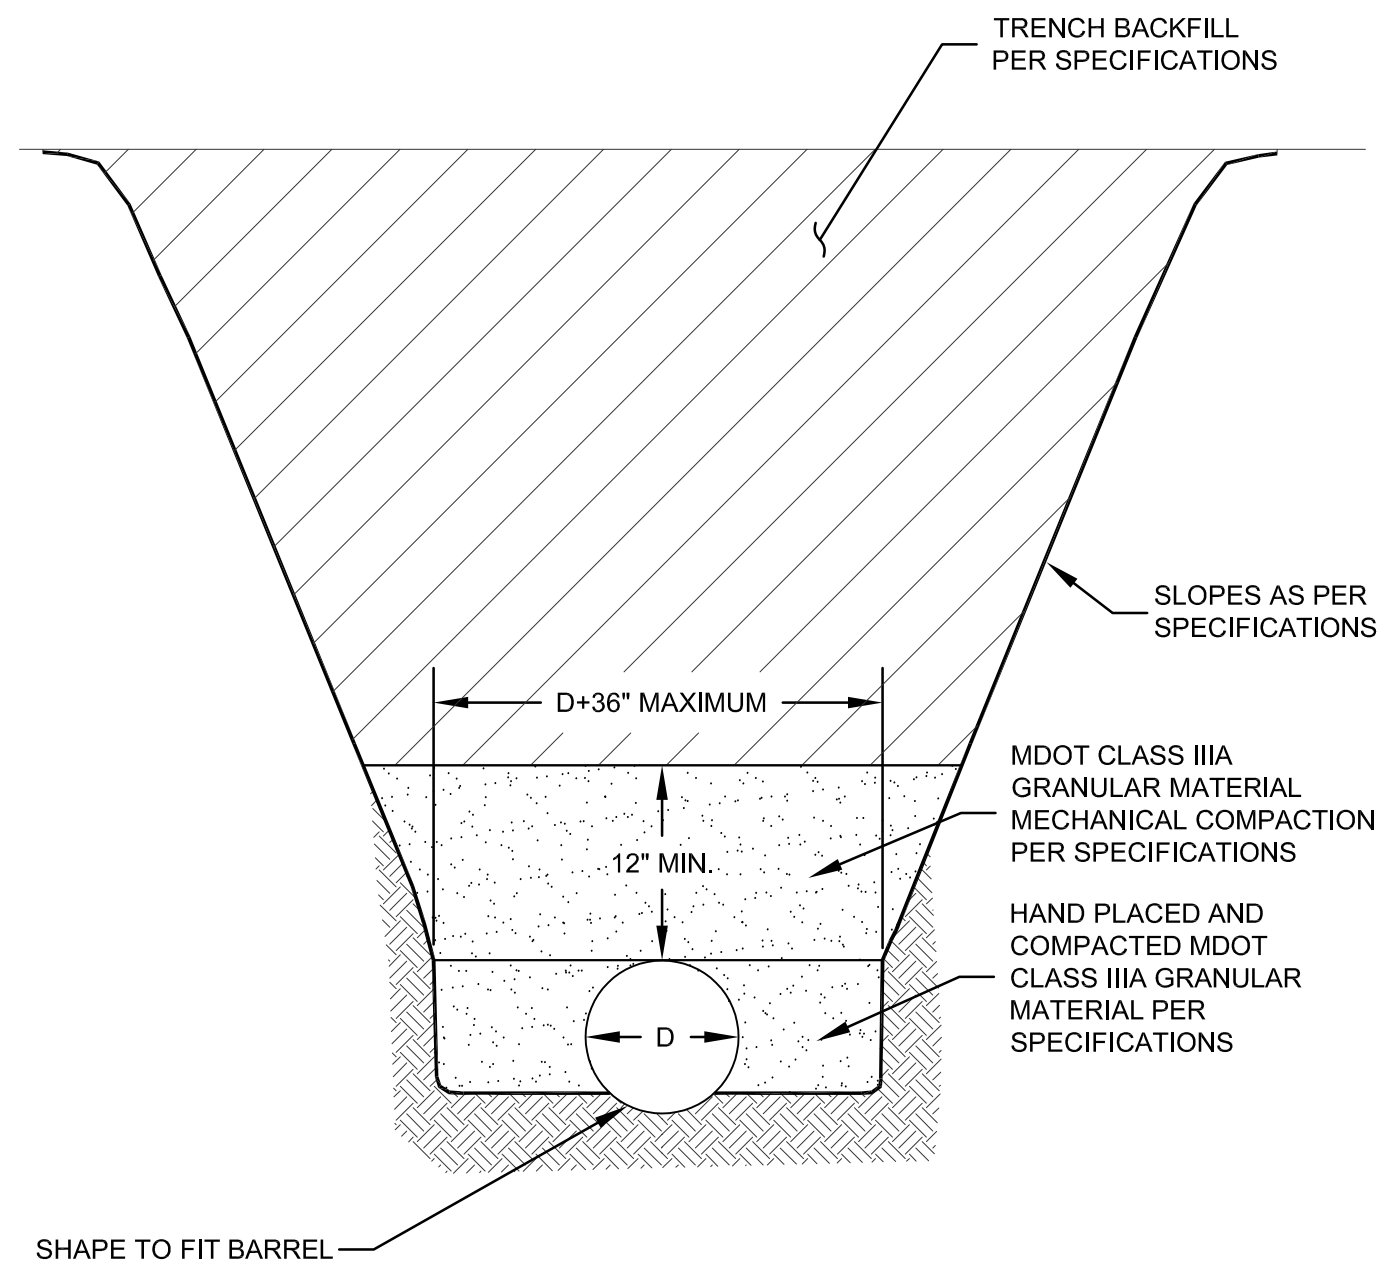 TRENCH BACKFILL
PER SPECIFICATIONS
SLOPES AS PER
SPECIFICATIONS
D+36" MAXIMUM
MDOT CLASS IIIA
GRANULAR MATERIAL
MECHANICAL COMPACTION
PER SPECIFICATIONS
12" MIN.
HAND PLACED AND
COMPACTED MDOT
CLASS IIIA GRANULAR
MATERIAL PER
SPECIFICATIONS
D
SHAPE TO FIT BARREL